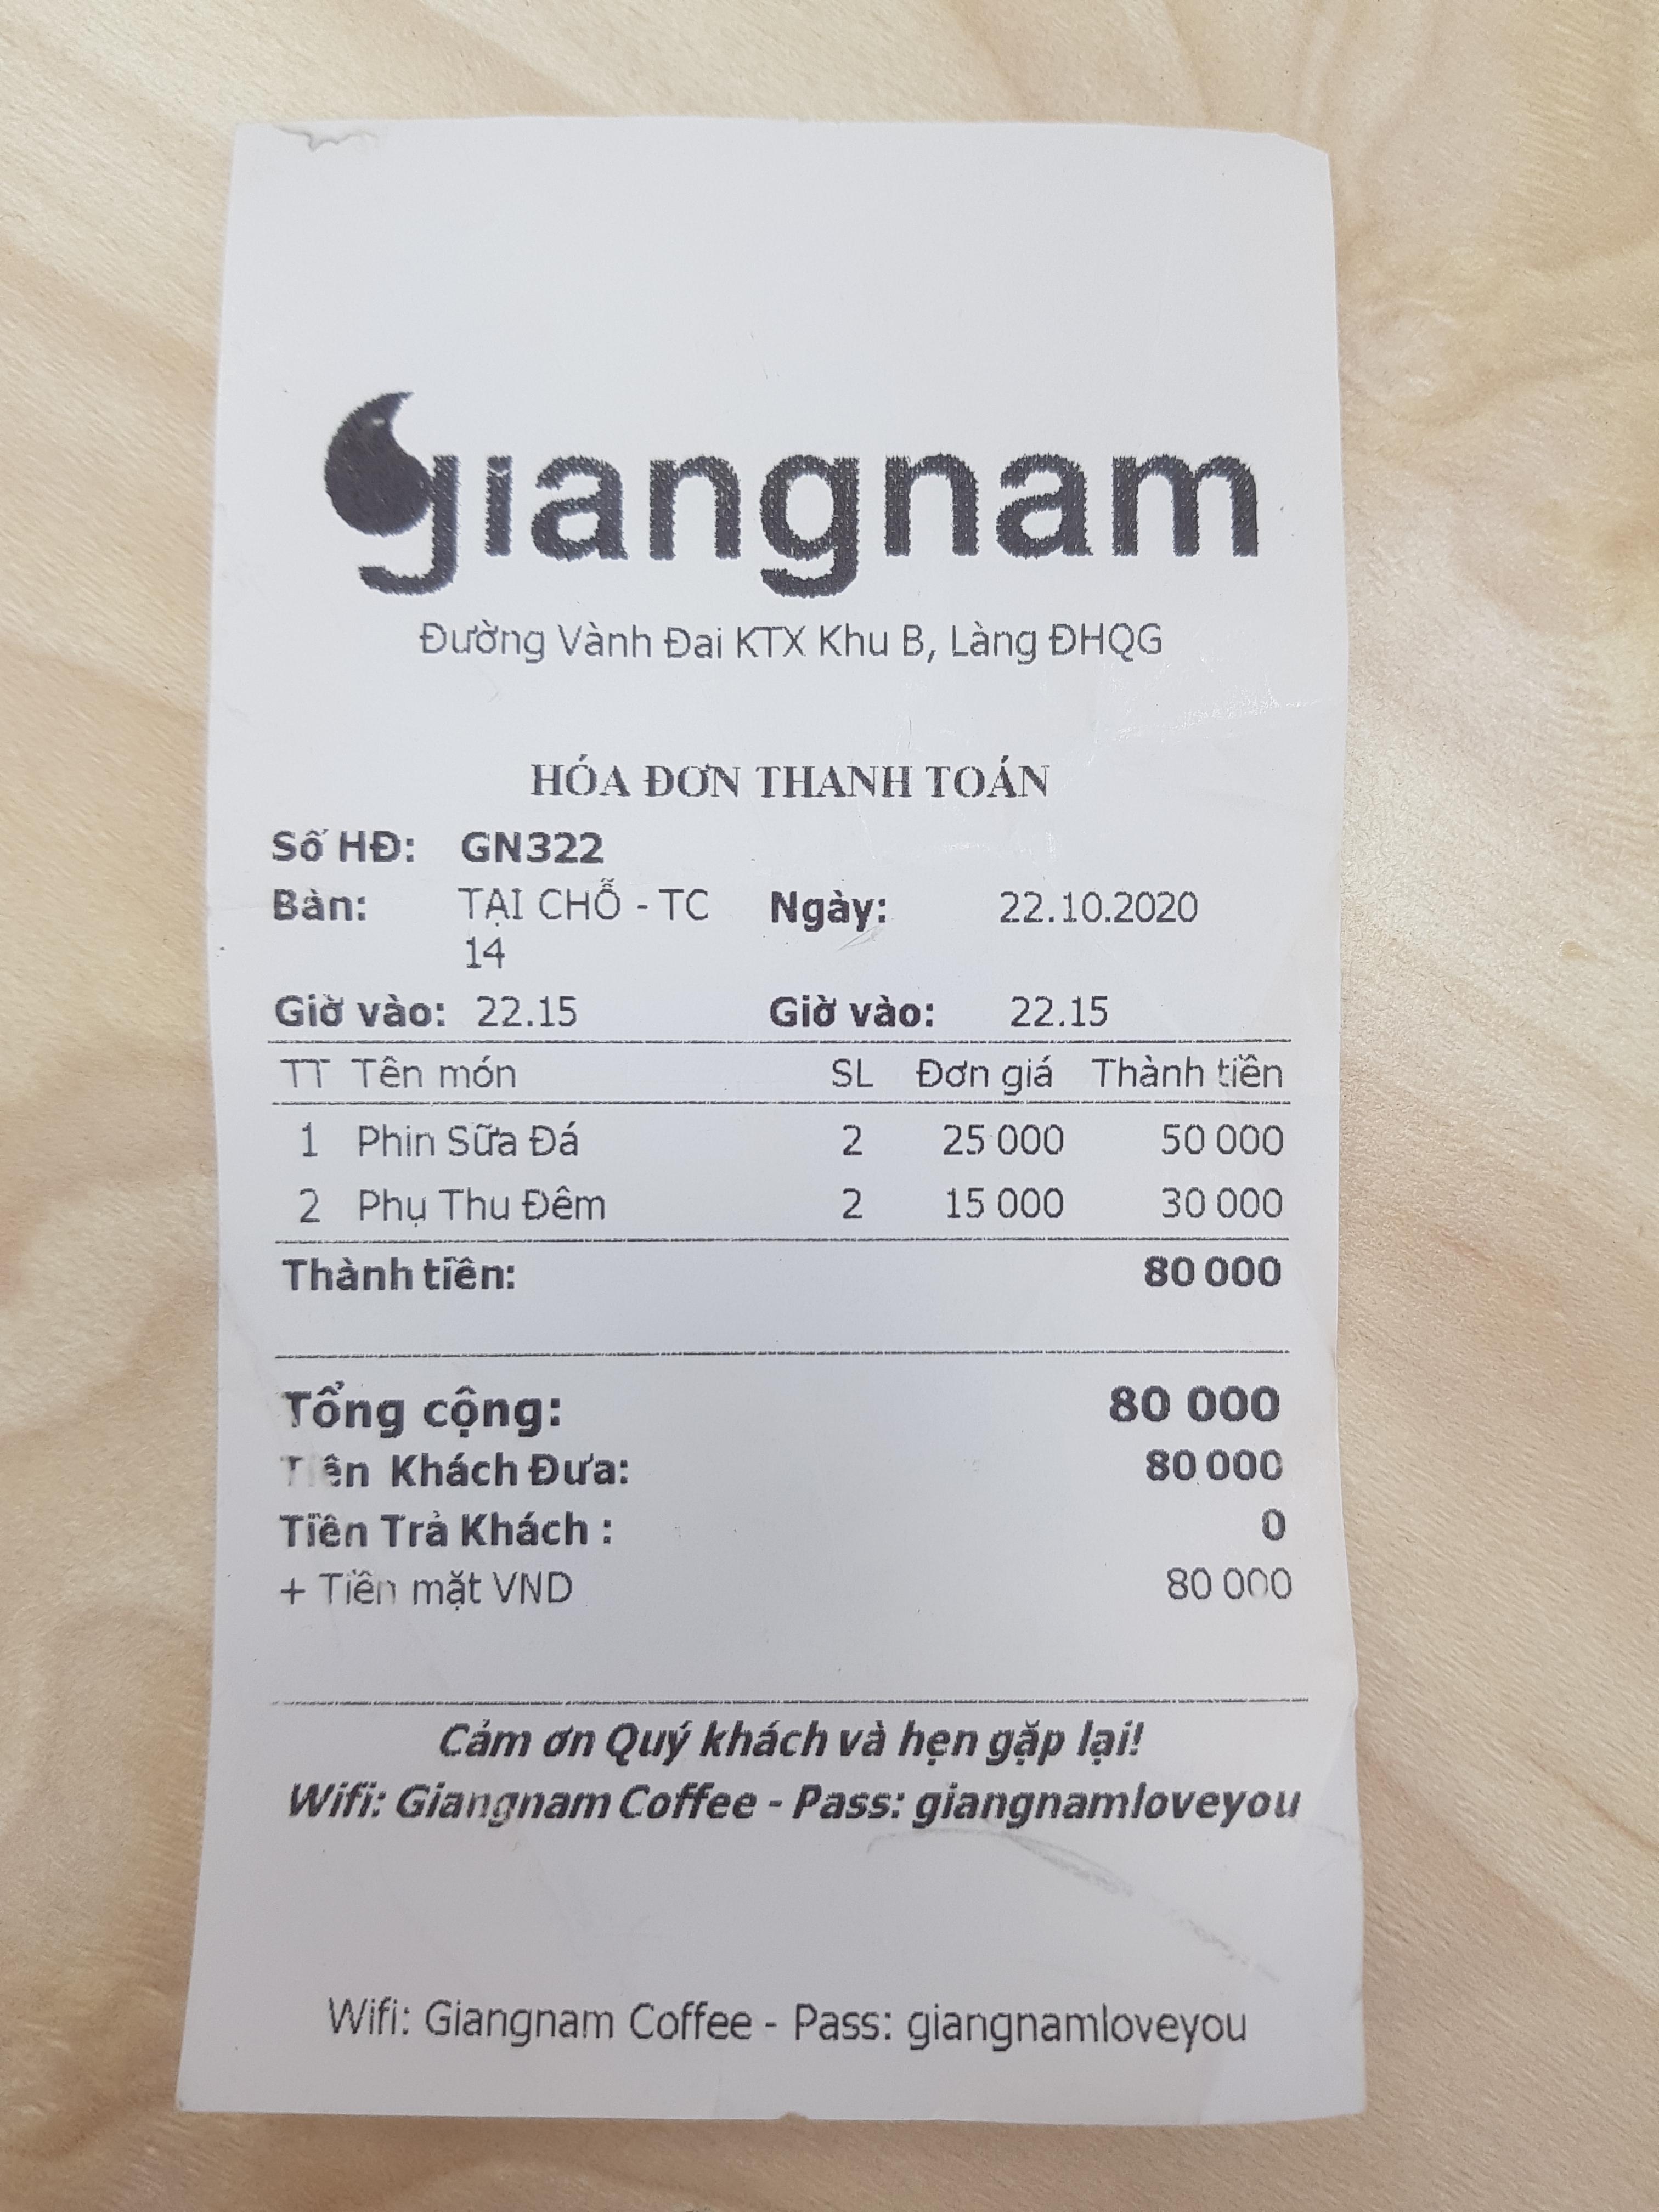 giangnam
Đường Vành Đai KTX Khu B, Làng ĐHQG
HÓA ĐƠN THANH TOÁN
Số HĐ: GN322
Bàn: TẠI CHỖ - TC Ngày: 22.10.2020
14
Giờ vào: 22.15 Giờ vào: 22.15
TT Tên món SL Đơn giá Thành tiền
1 Phin Sữa Đá 2 25 000 50 000
2 Phụ Thu Đêm 2 15 000 30 000
Thành tiền: 80 000
Tổng cộng: 80 000
Tiền Khách Đưa: 80 000
Tiền Trả Khách : 0
+ Tiền mặt VND 80 000
Cảm ơn Quý khách và hẹn gặp lại!
Wifi: Giangnam Coffee - Pass: giangnamloveyou
Wifi: Giangnam Coffee - Pass: giangnamloveyou